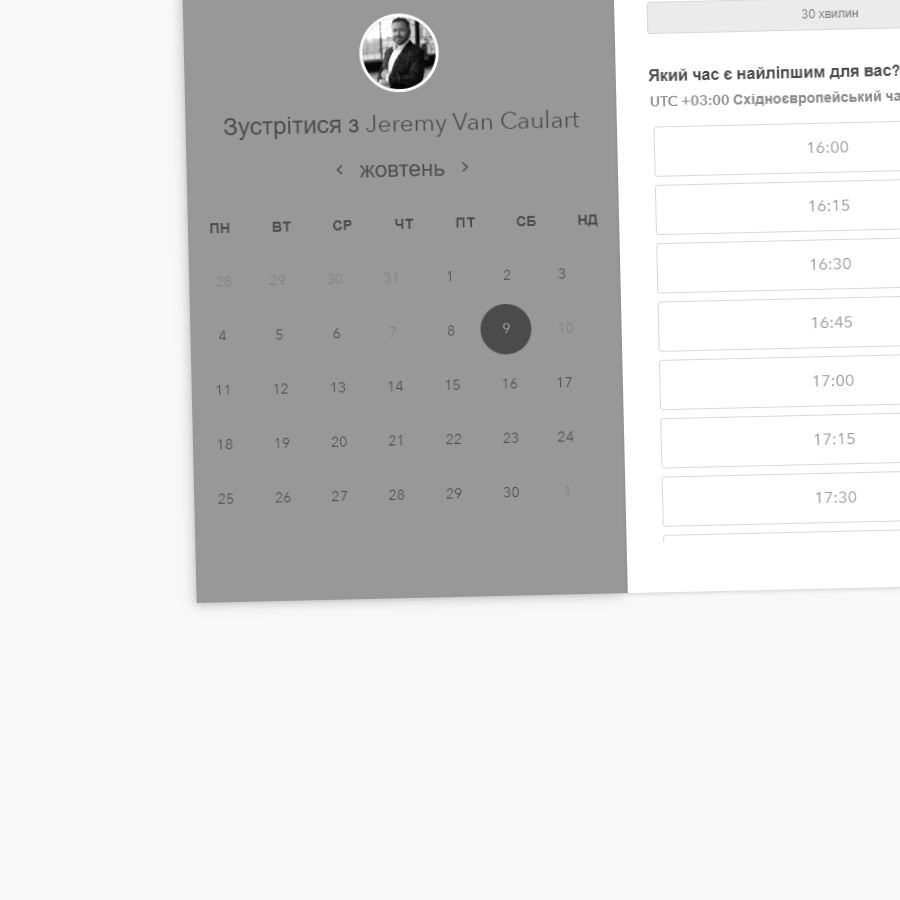 Зустрітися з Jeremy Van Caulart
‹ жовтень ›
ПН ВТ СР ЧТ ПТ СБ НД
28 29 30 31 1 2 3
4 5 6 7 8 9 10
11 12 13 14 15 16 17
18 19 20 21 22 23 24
25 26 27 28 29 30 1
30 хвилин
Який час є найліпшим для вас?
UTC +03:00 Східноєвропейський ча
16:00
16:15
16:30
16:45
17:00
17:15
17:30